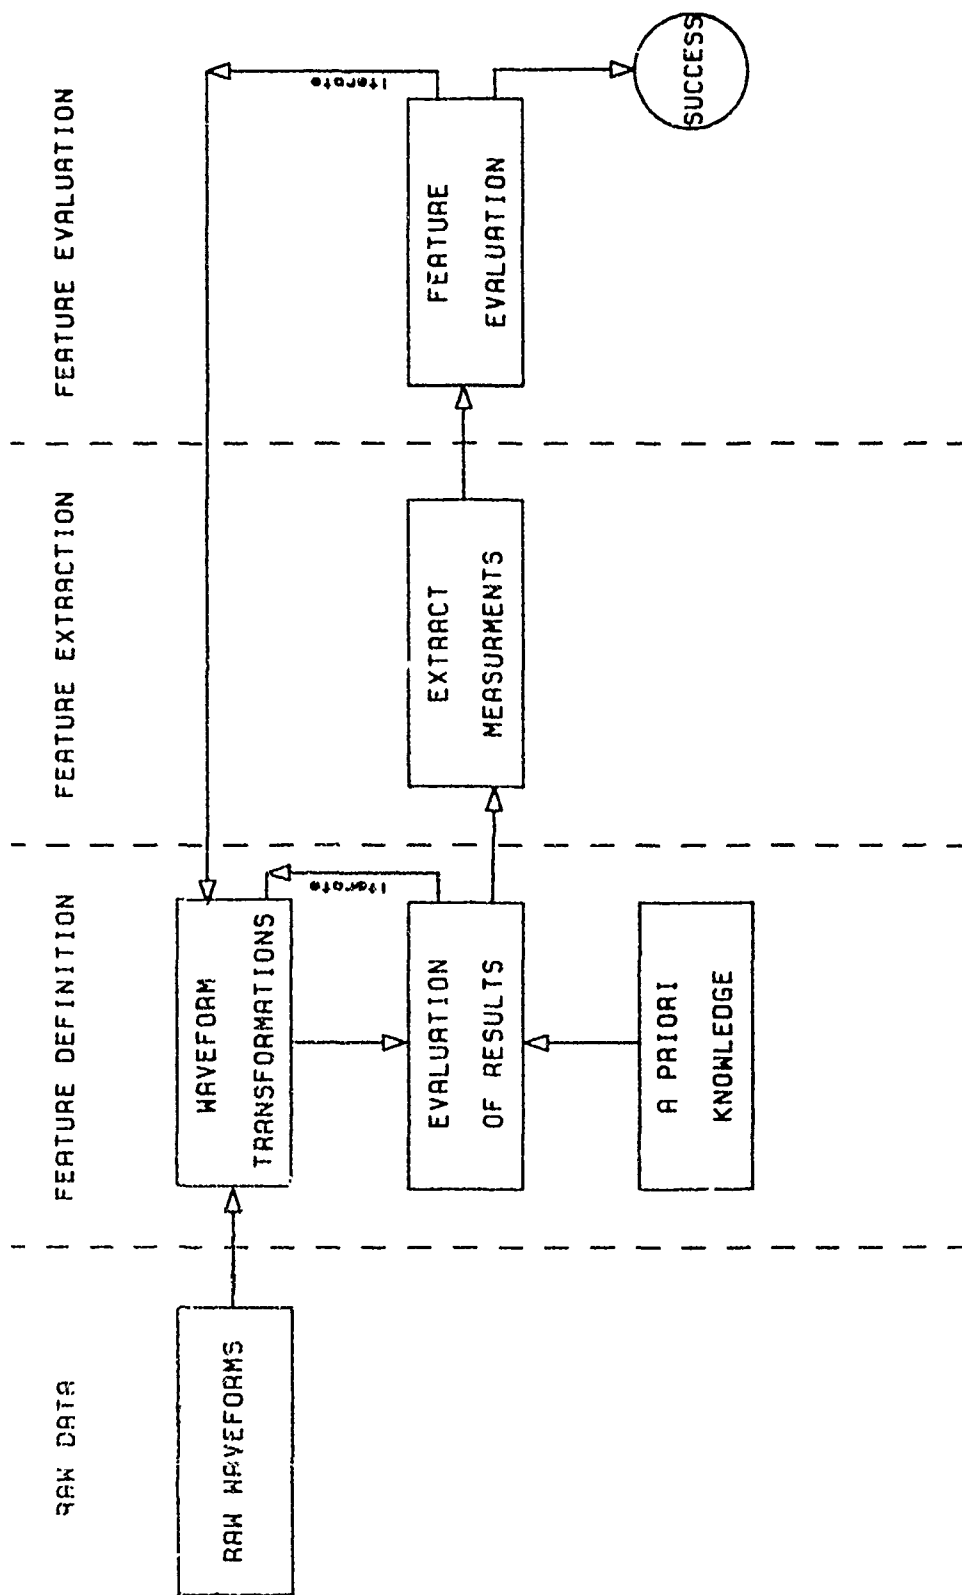 RAW DATA
FEATURE DEFINITION
FEATURE EXTRACTION
FEATURE EVALUATION
RAW WAVEFORMS
WAVEFORM
TRANSFORMATIONS
Iterate
EVALUATION
OF RESULTS
A PRIORI
KNOWLEDGE
EXTRACT
MEASURMENTS
Iterate
FEATURE
EVALUATION
SUCCESS